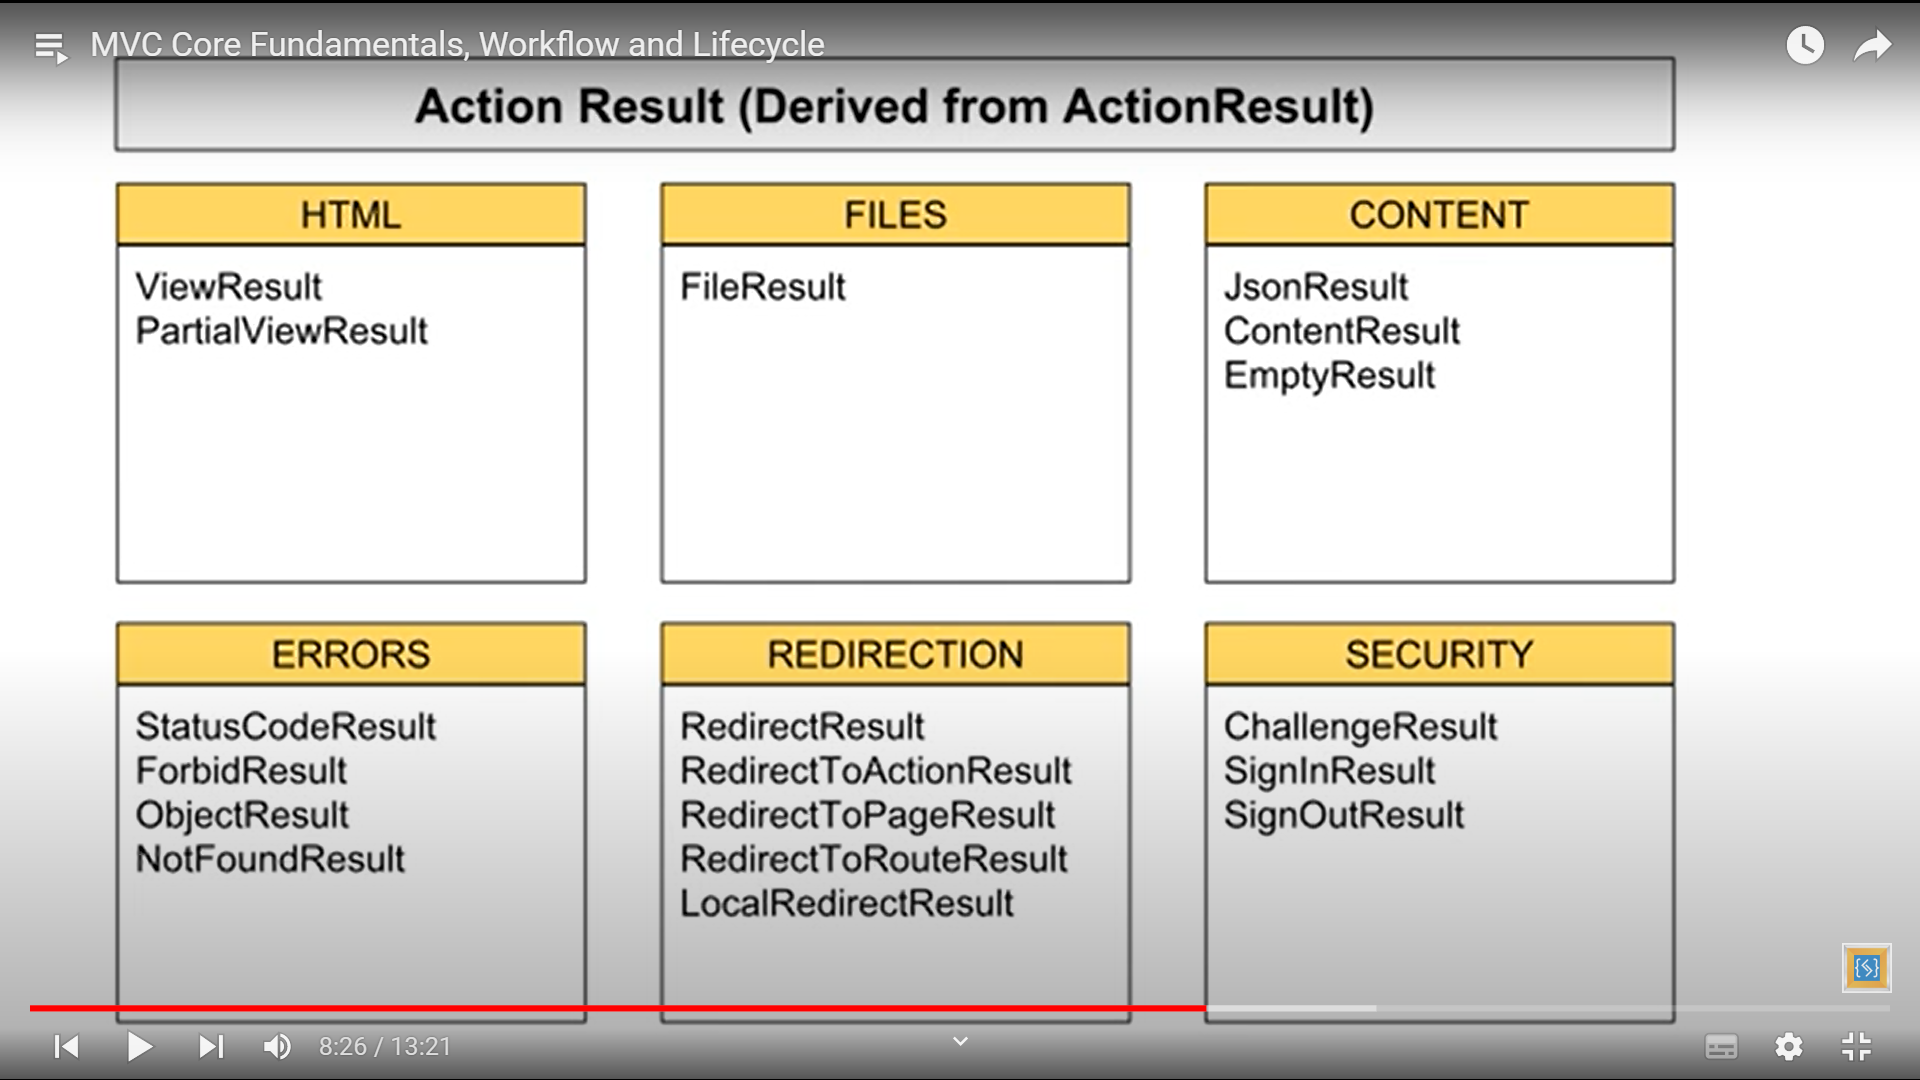 MVC Core Fundamentals, Workflow and Lifecycle
Action Result (Derived from ActionResult)
HTML
ViewResult
PartialViewResult
FILES
FileResult
CONTENT
JsonResult
ContentResult
EmptyResult
ERRORS
StatusCodeResult
ForbidResult
ObjectResult
NotFoundResult
REDIRECTION
RedirectResult
RedirectToActionResult
RedirectToPageResult
RedirectToRouteResult
LocalRedirectResult
SECURITY
ChallengeResult
SignInResult
SignOutResult
8:26 / 13:21